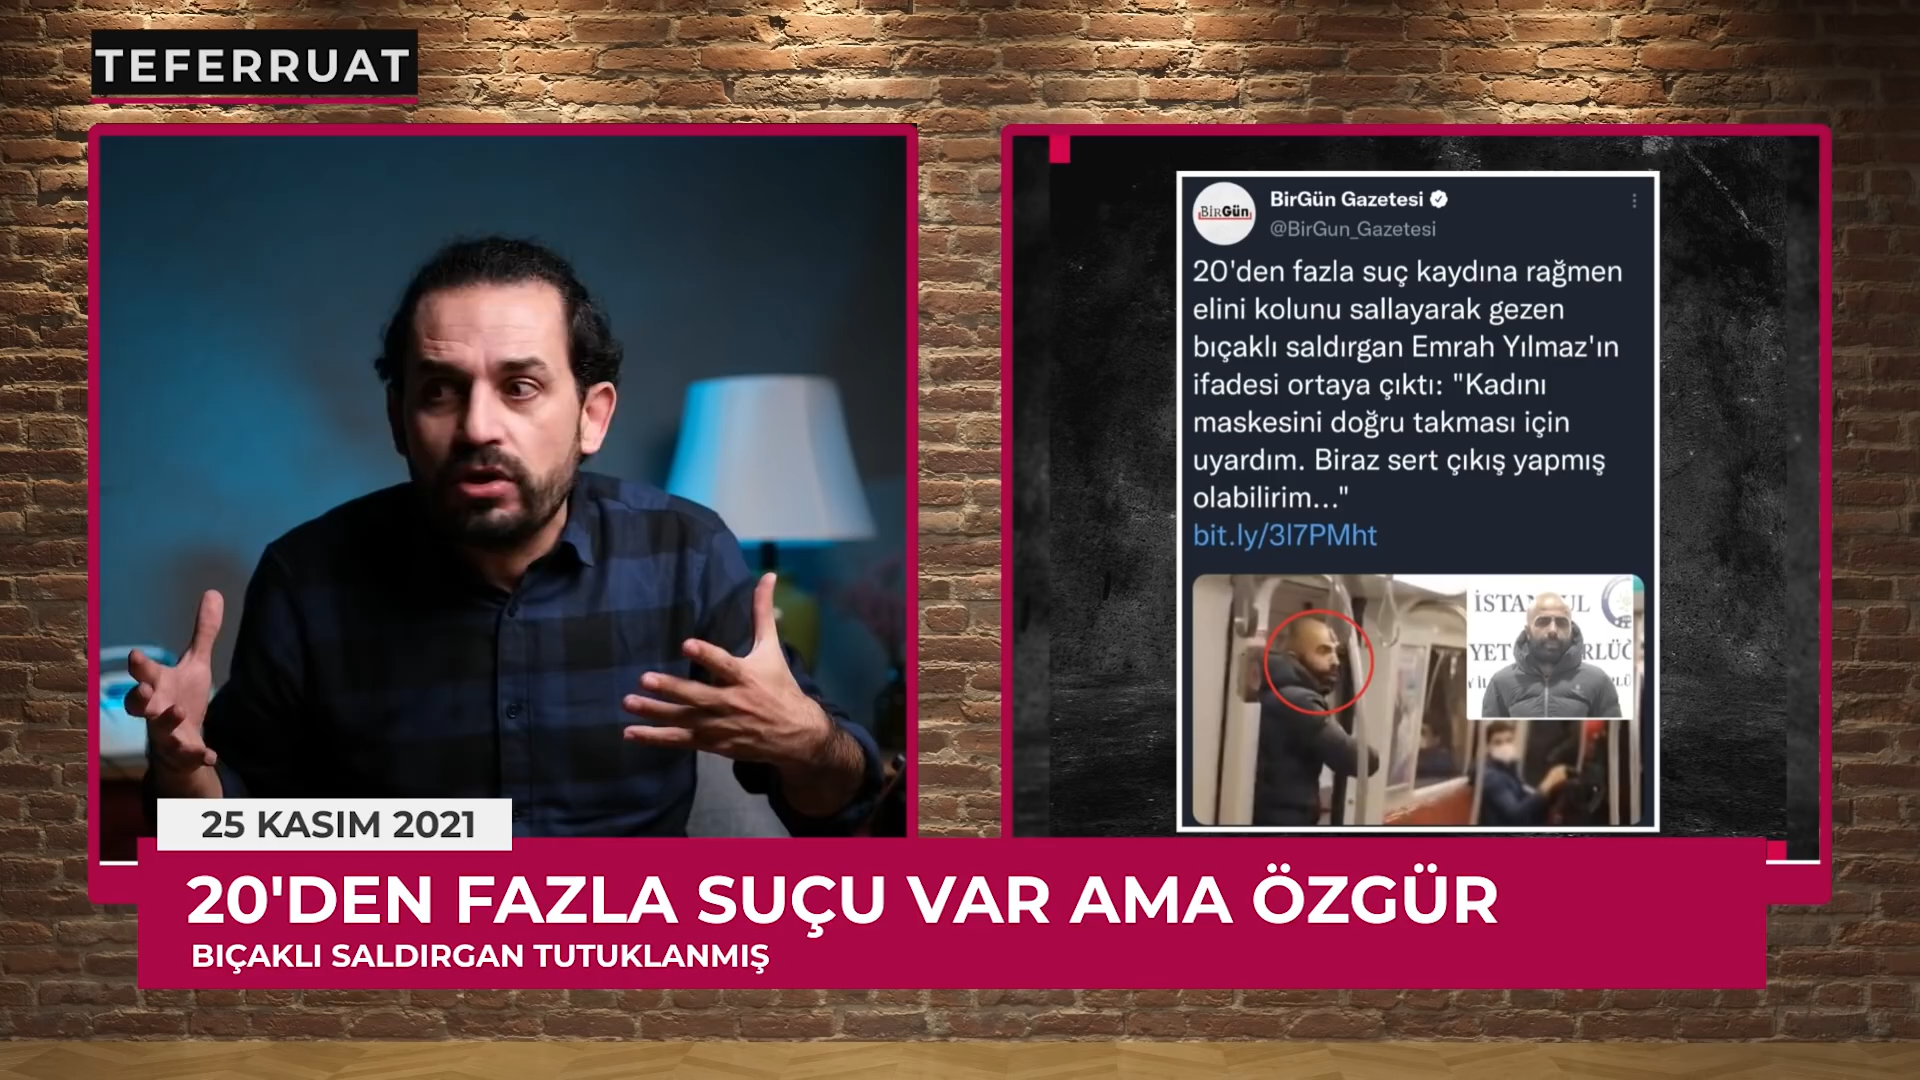 TEFERRUAT
BirGün
BirGün Gazetesi
@BirGun_Gazetesi
20'den fazla suç kaydına rağmen
elini kolunu sallayarak gezen
bıçaklı saldırgan Emrah Yılmaz'ın
ifadesi ortaya çıktı: "Kadını
maskesini doğru takması için
uyardım. Biraz sert çıkış yapmış
olabilirim..."
bit.ly/3l7PMht
25 KASIM 2021
20'DEN FAZLA SUÇU VAR AMA ÖZGÜR
BIÇAKLI SALDIRGAN TUTUKLANMIŞ